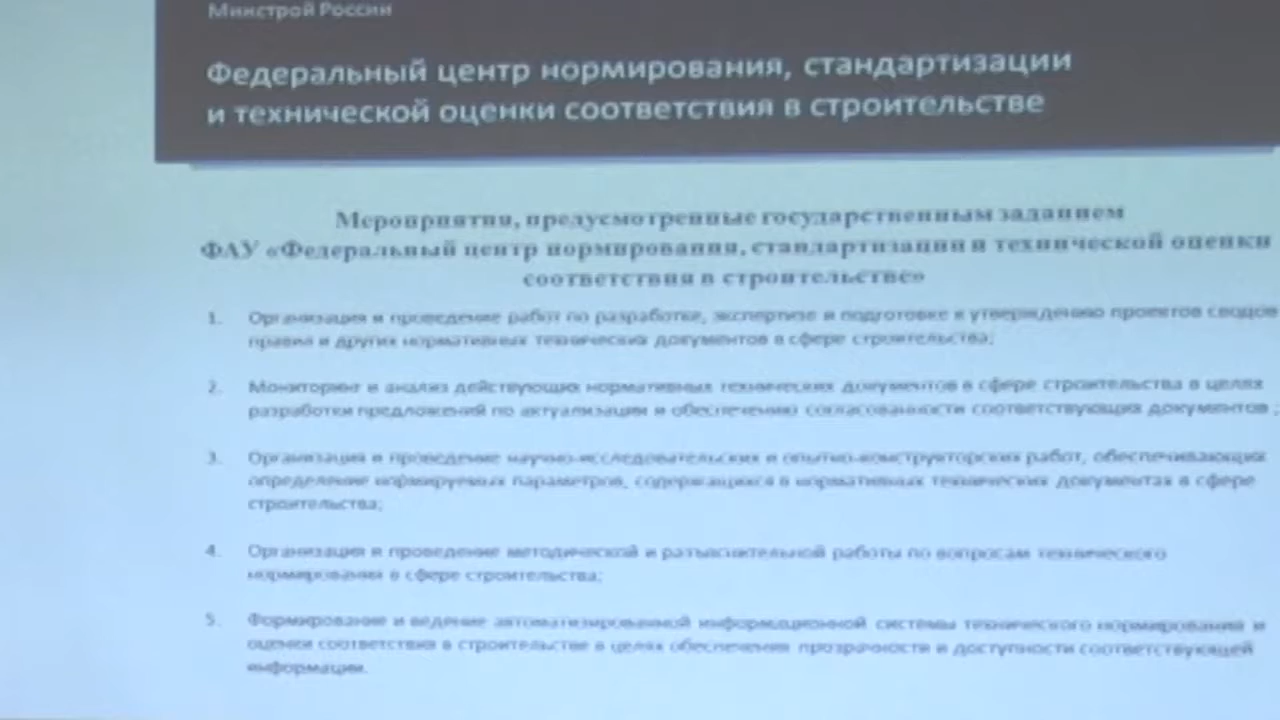 Минстрой России
Федеральный центр нормирования, стандартизации
и технической оценки соответствия в строительстве
Мероприятия, предусмотренные государственным заданием
ФАУ «Федеральный центр нормирования, стандартизации и технической оценки
соответствия в строительстве»
1. Организация и проведение работ по разработке, экспертизе и подготовке к утверждению проектов сводов
правил и других нормативных технических документов в сфере строительства;
2. Мониторинг и анализ действующих нормативных технических документов в сфере строительства в целях
разработки предложений по актуализации и обеспечению согласованности соответствующих документов ;
3. Организация и проведение научно-исследовательских и опытно-конструкторских работ, обеспечивающих
определение нормируемых параметров, содержащихся в нормативных технических документах в сфере
строительства;
4. Организация и проведение методической и разъяснительной работы по вопросам технического
нормирования в сфере строительства;
5. Формирование и ведение автоматизированной информационной системы технического нормирования и
оценки соответствия в строительстве в целях обеспечения прозрачности и доступности соответствующей
информации.